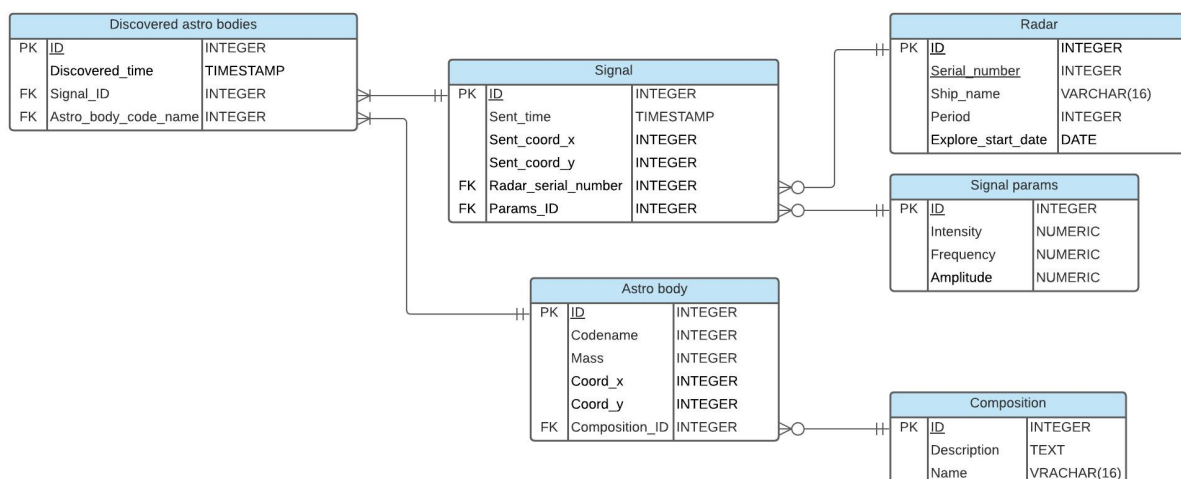 Discovered astro bodies
PK ID INTEGER
Discovered_time TIMESTAMP
FK Signal_ID INTEGER
FK Astro_body_code_name INTEGER
Signal
PK ID INTEGER
Sent_time TIMESTAMP
Sent_coord_x INTEGER
Sent_coord_y INTEGER
FK Radar_serial_number INTEGER
FK Params_ID INTEGER
Radar
PK ID INTEGER
Serial_number INTEGER
Ship_name VARCHAR(16)
Period INTEGER
Explore_start_date DATE
Signal params
PK ID INTEGER
Intensity NUMERIC
Frequency NUMERIC
Amplitude NUMERIC
Astro body
PK ID INTEGER
Codename INTEGER
Mass INTEGER
Coord_x INTEGER
Coord_y INTEGER
FK Composition_ID INTEGER
Composition
PK ID INTEGER
Description TEXT
Name VRACHAR(16)